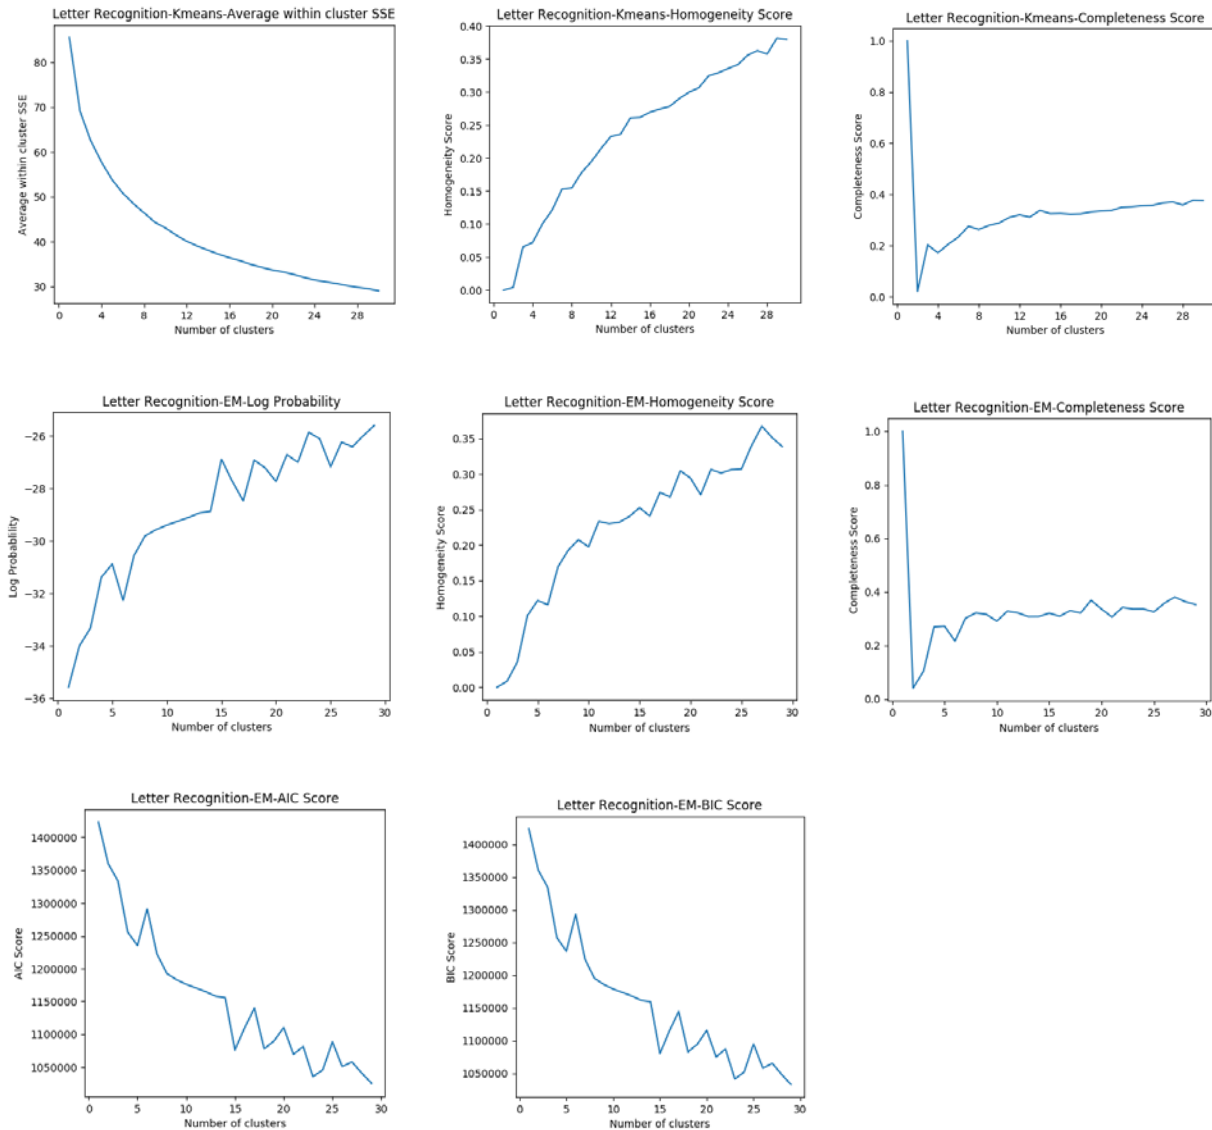 Letter Recognition-Kmeans-Average within cluster SSE
Average within cluster SSE
80
70
60
50
40
30
0 4 8 12 16 20 24 28
Number of clusters
Letter Recognition-Kmeans-Homogeneity Score
Homogeneity Score
0.40
0.35
0.30
0.25
0.20
0.15
0.10
0.05
0.00
0 4 8 12 16 20 24 28
Number of clusters
Letter Recognition-Kmeans-Completeness Score
Completeness Score
1.0
0.8
0.6
0.4
0.2
0.0
0 4 8 12 16 20 24 28
Number of clusters
Letter Recognition-EM-Log Probability
Log Probablility
−26
−28
−30
−32
−34
−36
0 5 10 15 20 25 30
Number of clusters
Letter Recognition-EM-Homogeneity Score
Homogeneity Score
0.35
0.30
0.25
0.20
0.15
0.10
0.05
0.00
0 5 10 15 20 25 30
Number of clusters
Letter Recognition-EM-Completeness Score
Completeness Score
1.0
0.8
0.6
0.4
0.2
0.0
0 5 10 15 20 25 30
Number of clusters
Letter Recognition-EM-AIC Score
AIC Score
1400000
1350000
1300000
1250000
1200000
1150000
1100000
1050000
0 5 10 15 20 25 30
Number of clusters
Letter Recognition-EM-BIC Score
BIC Score
1400000
1350000
1300000
1250000
1200000
1150000
1100000
1050000
0 5 10 15 20 25 30
Number of clusters